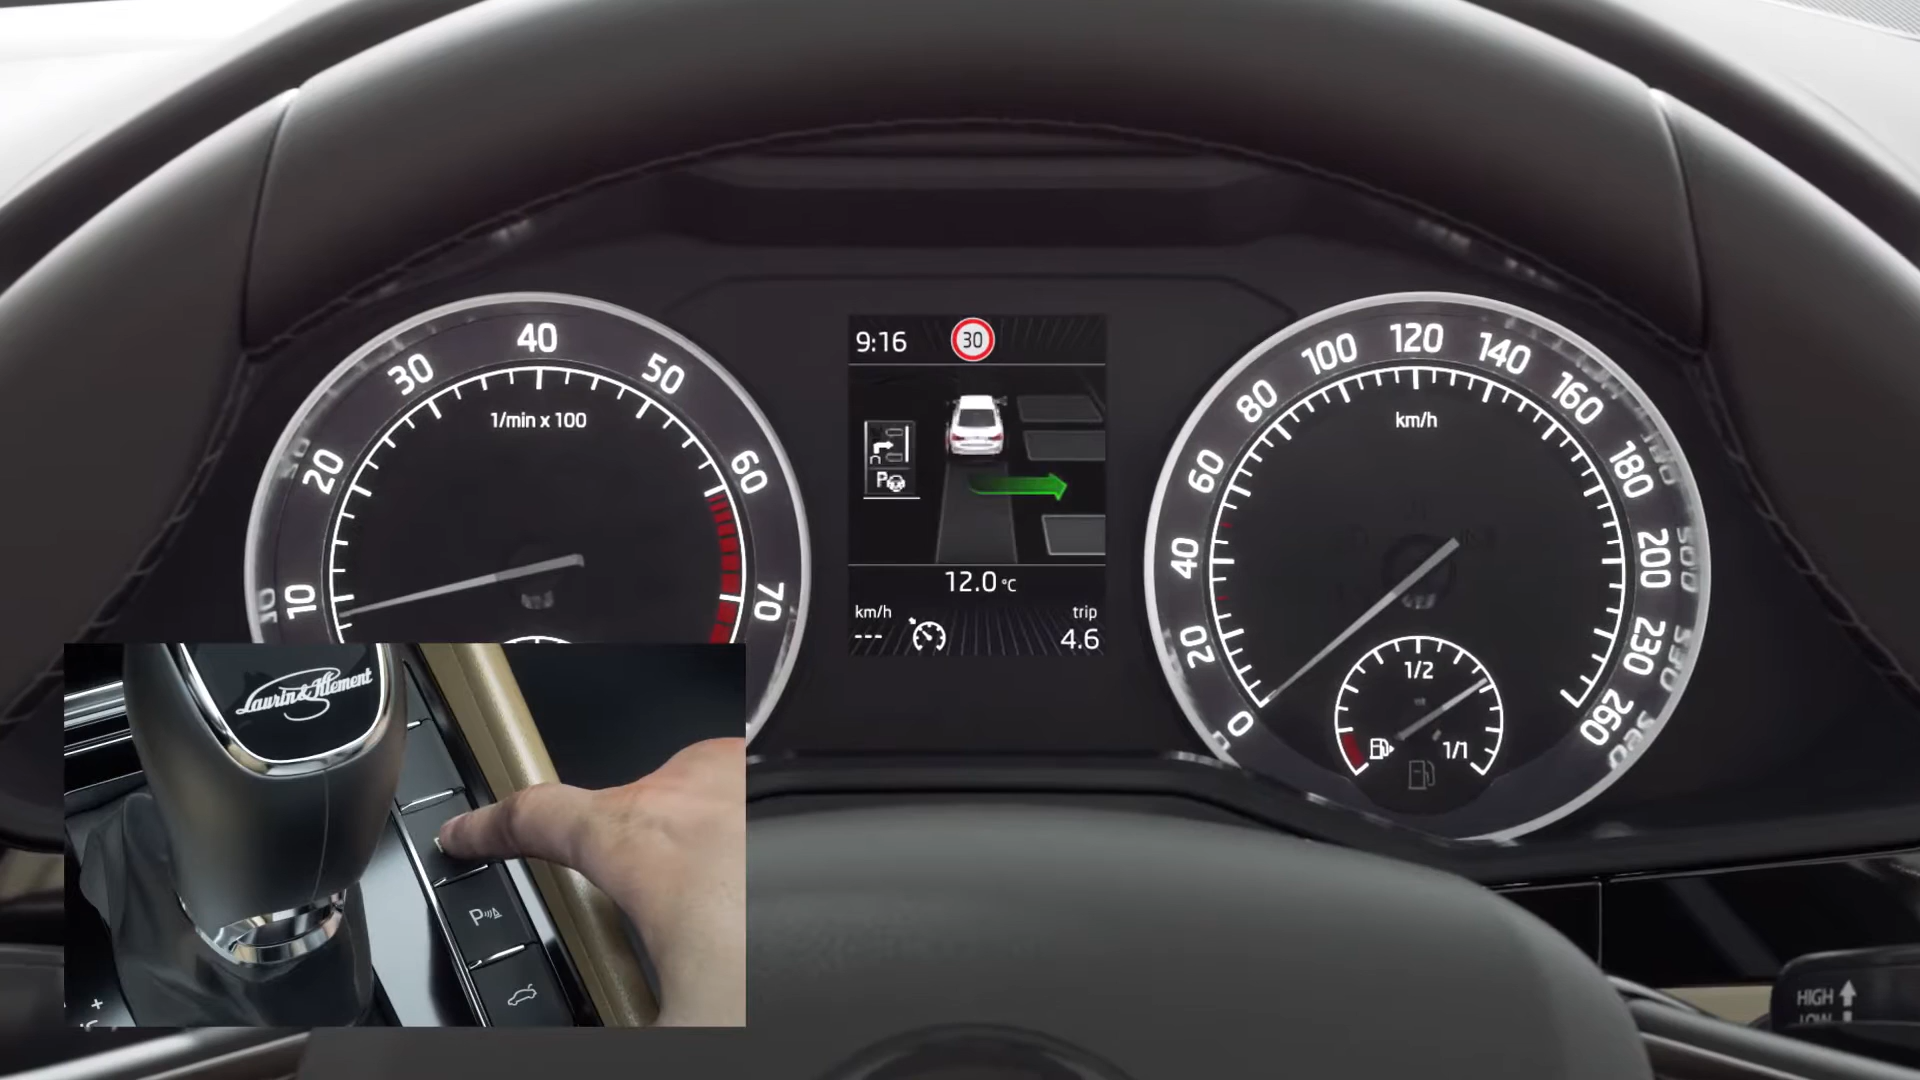 10
20
30
40
50
60
70
1/min x 100
9:16
30
P
12.0 °C
km/h
---
trip
4.6
0
20
40
60
80
100
120
140
160
180
200
230
260
km/h
1/2
1/1
Laurin & Klement
P
+
HIGH
LOW